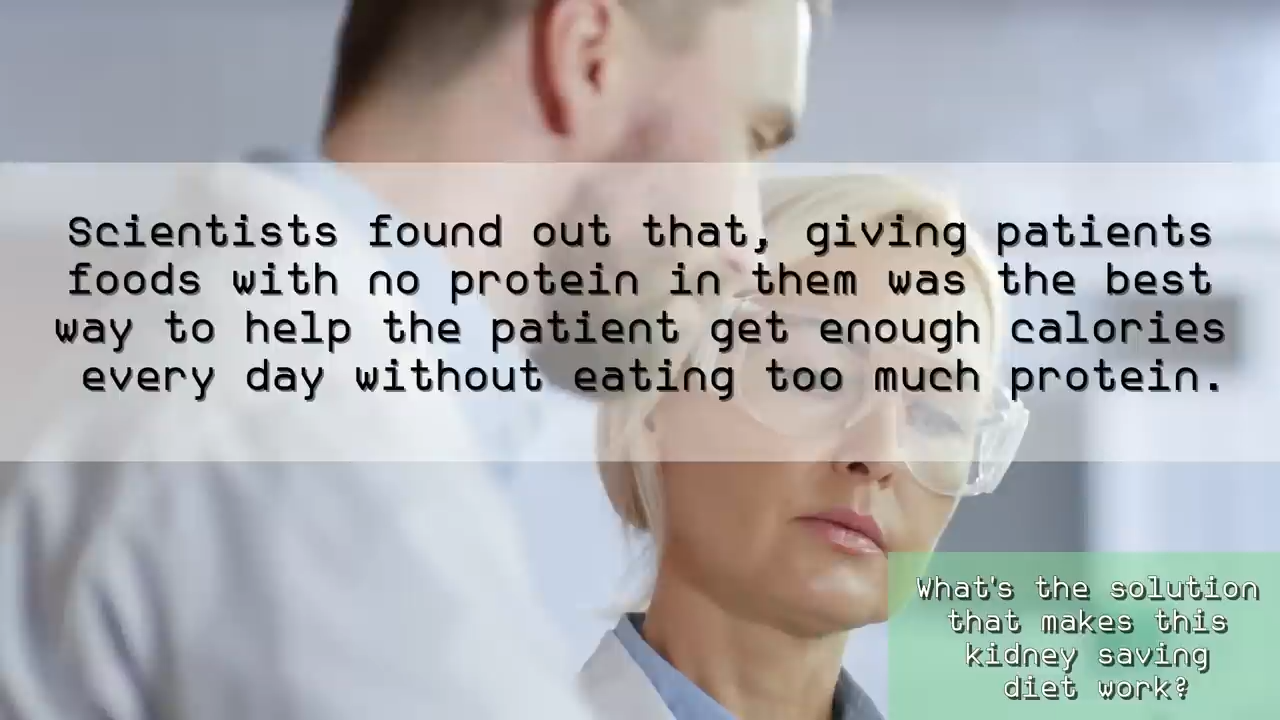 Scientists found out that, giving patients
foods with no protein in them was the best
way to help the patient get enough calories
every day without eating too much protein.
What's the solution
that makes this
kidney saving
diet work?